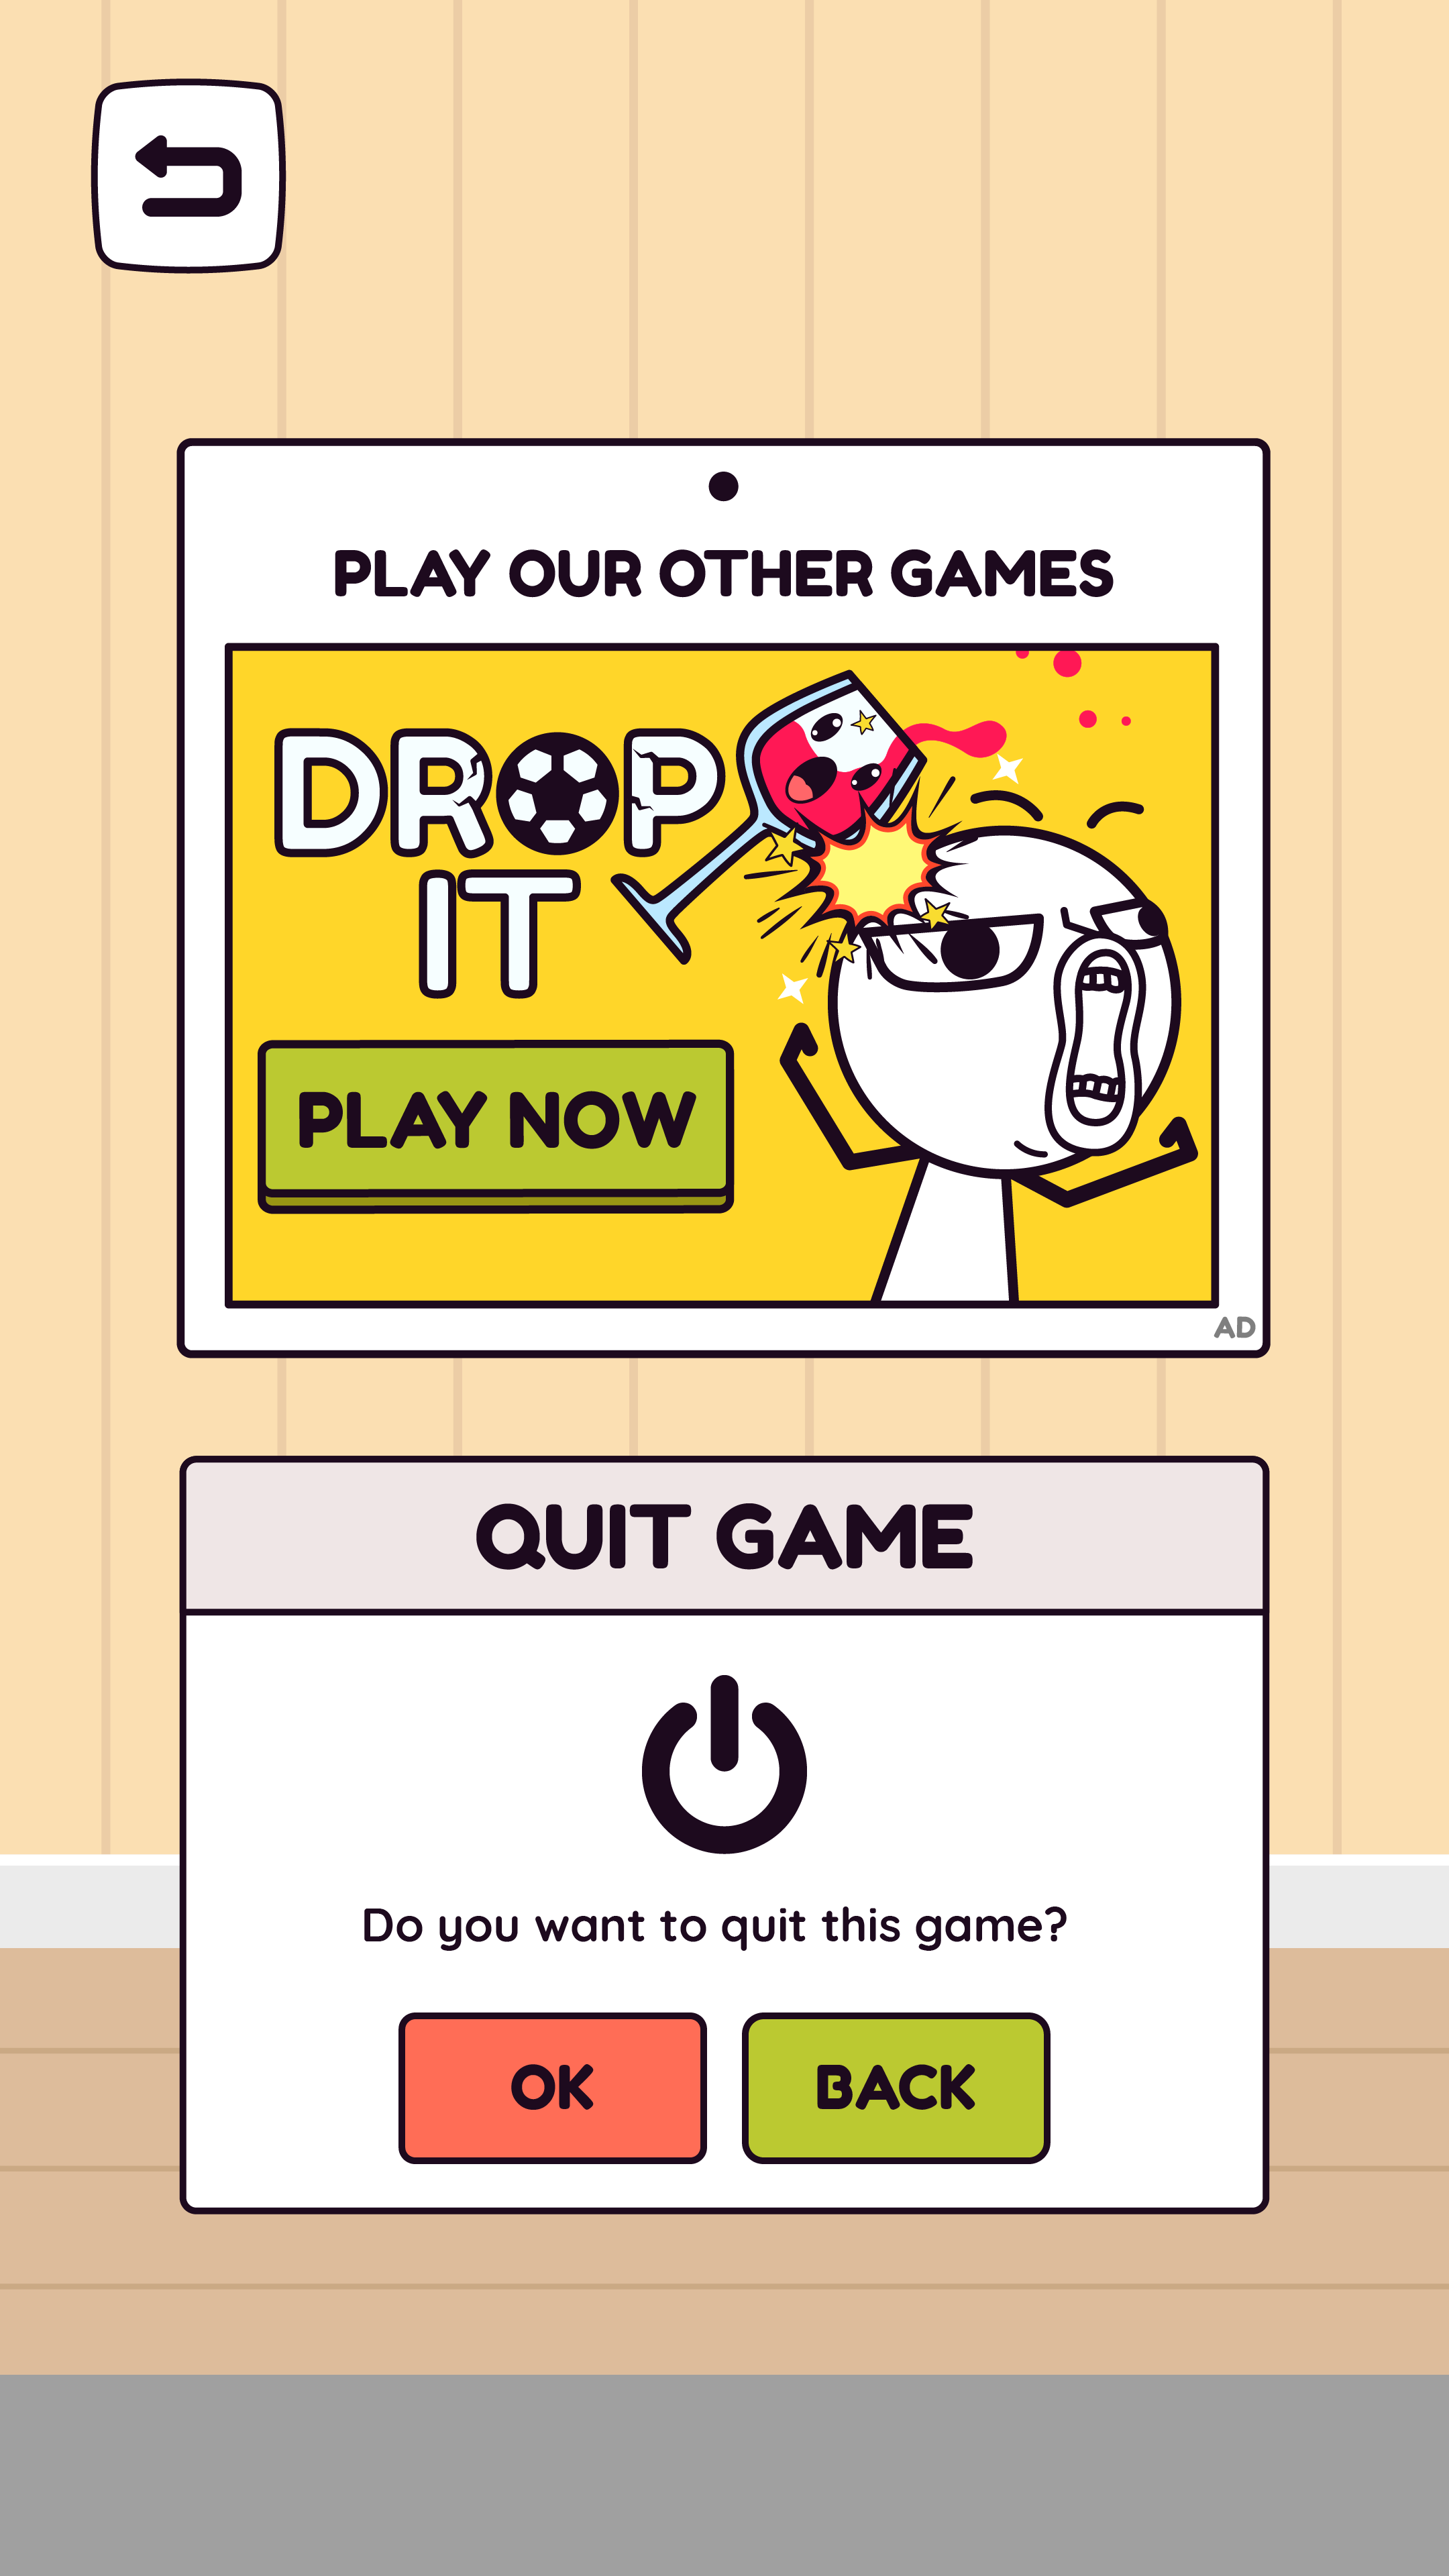 PLAY OUR OTHER GAMES
DROP
IT
PLAY NOW
AD
QUIT GAME
Do you want to quit this game?
OK
BACK